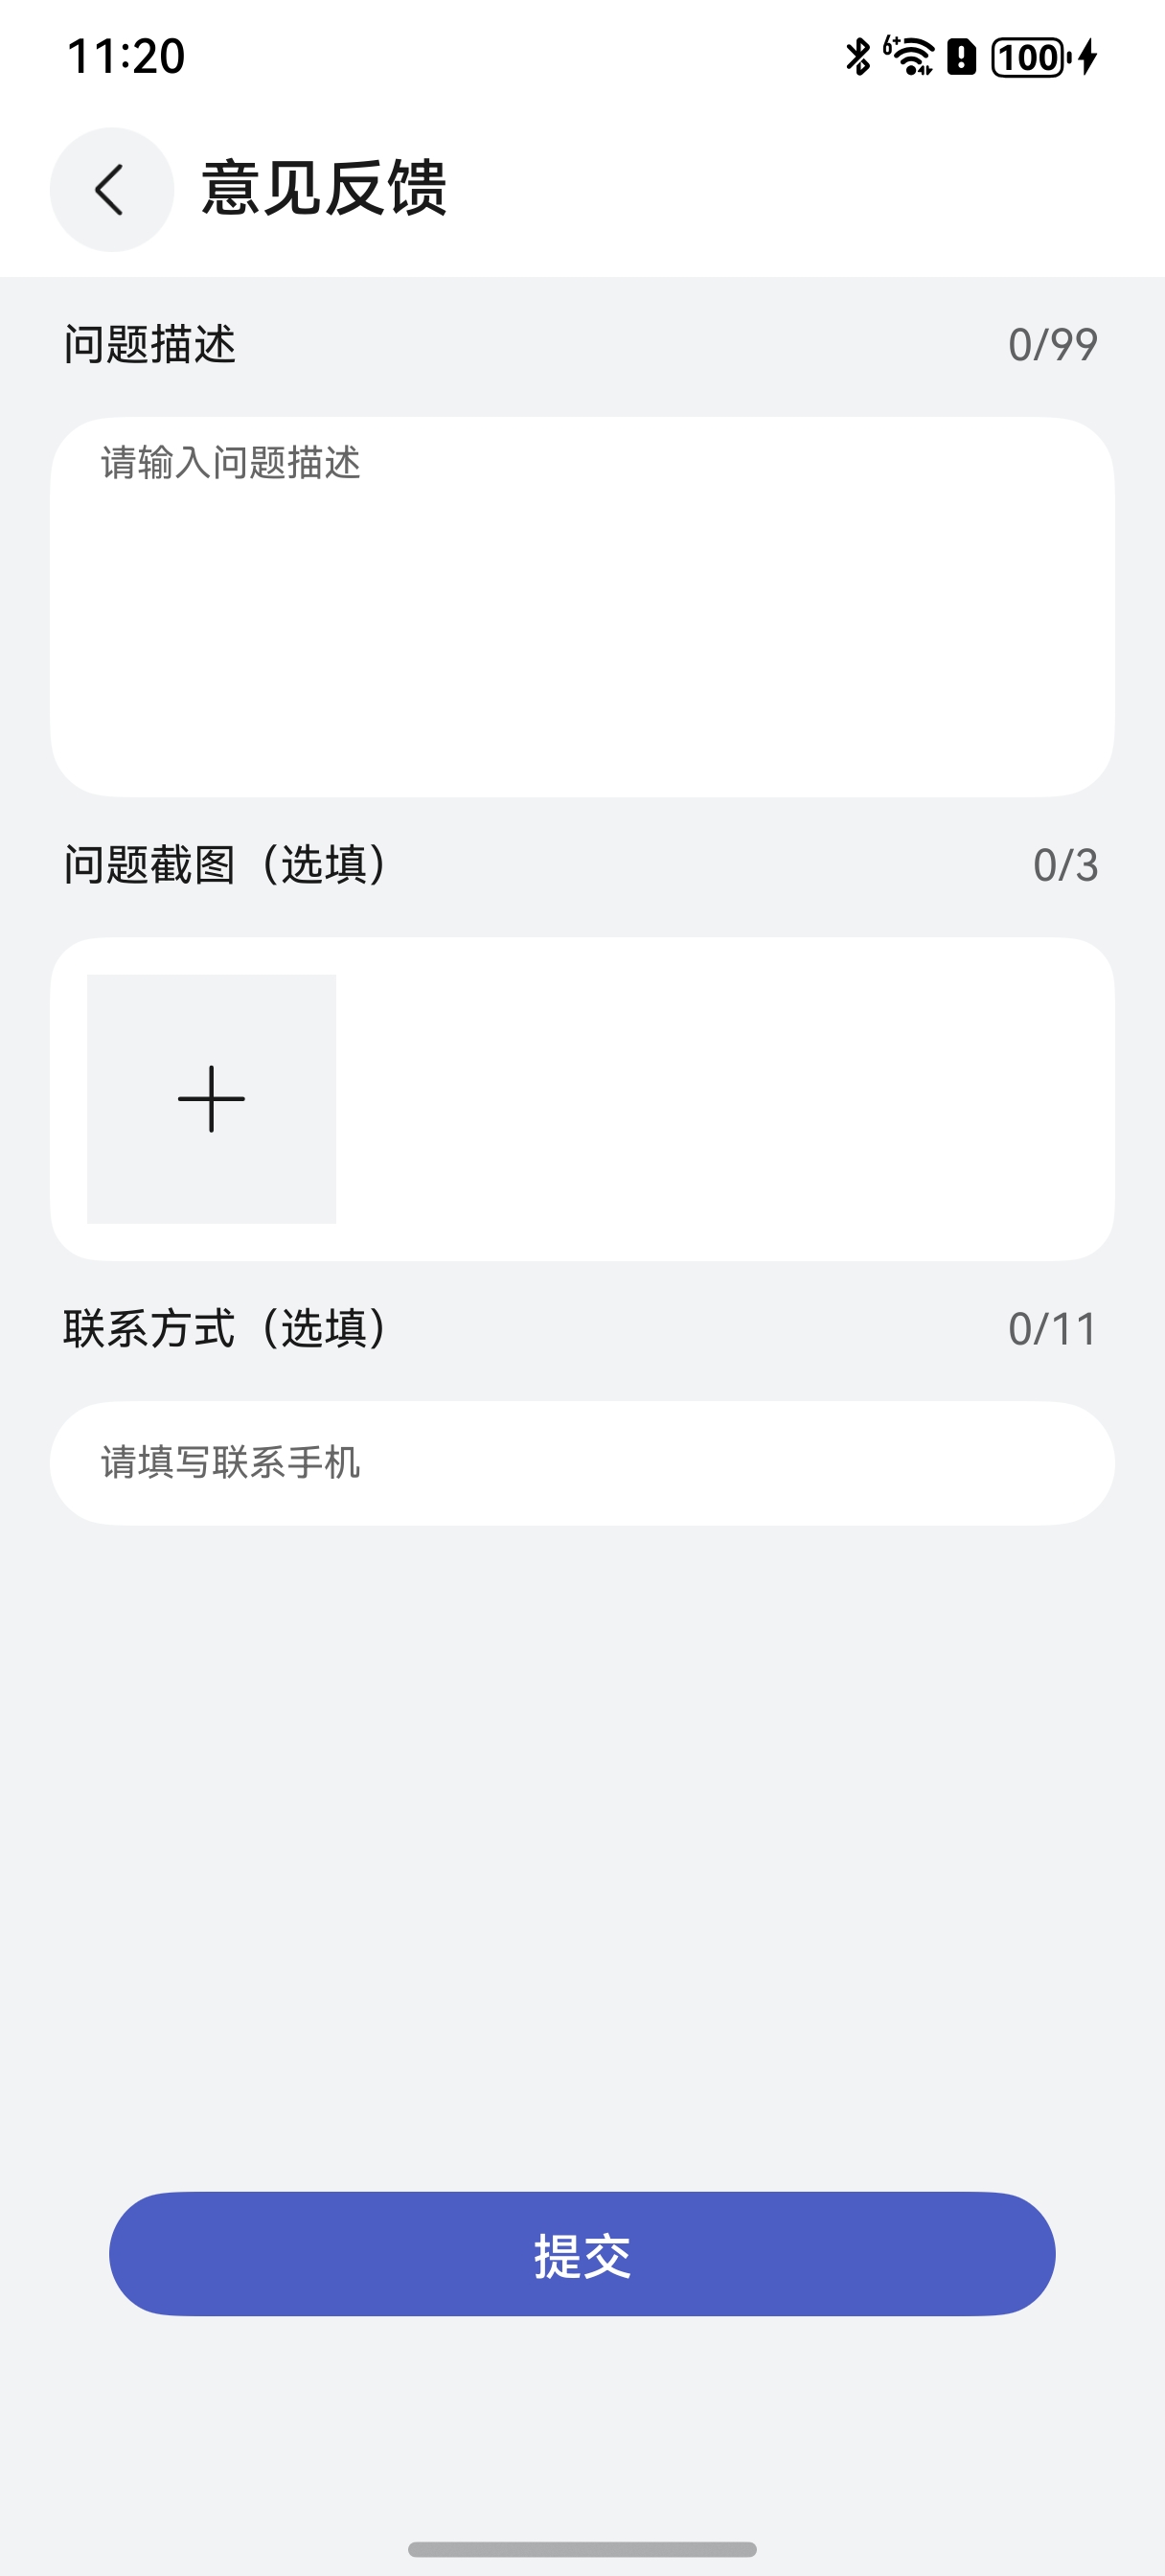 11:20
6+
100
意见反馈
问题描述
0/99
请输入问题描述
问题截图（选填）
0/3
联系方式（选填）
0/11
请填写联系手机
提交